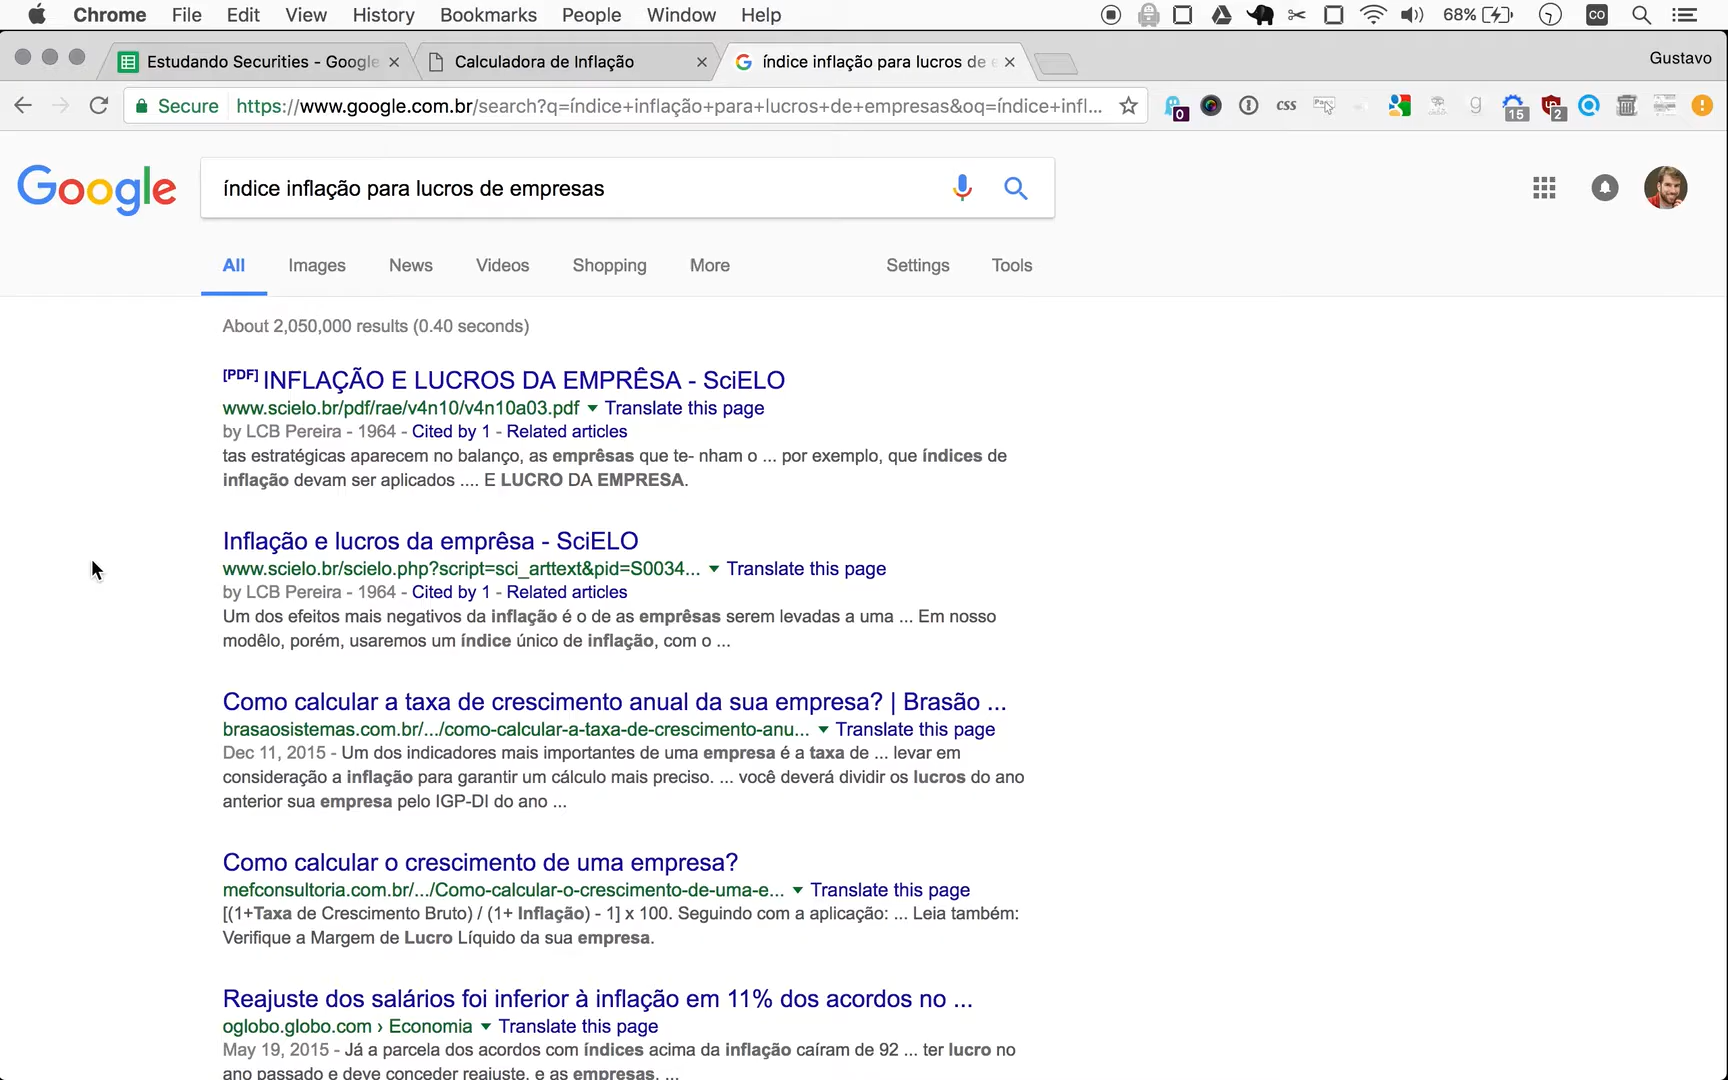 Chrome File Edit View History Bookmarks People Window Help 68% CO
Estudando Securities - Google
Calculadora de Inflação
índice inflação para lucros de e
Gustavo
Secure https://www.google.com.br/search?q=índice+inflação+para+lucros+de+empresas&oq=índice+infl...
0 css g 15 2
Google
índice inflação para lucros de empresas
All Images News Videos Shopping More Settings Tools
About 2,050,000 results (0.40 seconds)
[PDF] INFLAÇÃO E LUCROS DA EMPRÊSA - SciELO
www.scielo.br/pdf/rae/v4n10/v4n10a03.pdf ▼ Translate this page
by LCB Pereira - 1964 - Cited by 1 - Related articles
tas estratégicas aparecem no balanço, as emprêsas que te- nham o ... por exemplo, que índices de
inflação devam ser aplicados .... E LUCRO DA EMPRESA.
Inflação e lucros da emprêsa - SciELO
www.scielo.br/scielo.php?script=sci_arttext&pid=S0034... ▼ Translate this page
by LCB Pereira - 1964 - Cited by 1 - Related articles
Um dos efeitos mais negativos da inflação é o de as emprêsas serem levadas a uma ... Em nosso
modêlo, porém, usaremos um índice único de inflação, com o ...
Como calcular a taxa de crescimento anual da sua empresa? | Brasão ...
brasaosistemas.com.br/.../como-calcular-a-taxa-de-crescimento-anu... ▼ Translate this page
Dec 11, 2015 - Um dos indicadores mais importantes de uma empresa é a taxa de ... levar em
consideração a inflação para garantir um cálculo mais preciso. ... você deverá dividir os lucros do ano
anterior sua empresa pelo IGP-DI do ano ...
Como calcular o crescimento de uma empresa?
mefconsultoria.com.br/.../Como-calcular-o-crescimento-de-uma-e... ▼ Translate this page
[(1+Taxa de Crescimento Bruto) / (1+ Inflação) - 1] x 100. Seguindo com a aplicação: ... Leia também:
Verifique a Margem de Lucro Líquido da sua empresa.
Reajuste dos salários foi inferior à inflação em 11% dos acordos no ...
oglobo.globo.com › Economia ▼ Translate this page
May 19, 2015 - Já a parcela dos acordos com índices acima da inflação caíram de 92 ... ter lucro no
ano passado e deve conceder reajuste, e as empresas, ...